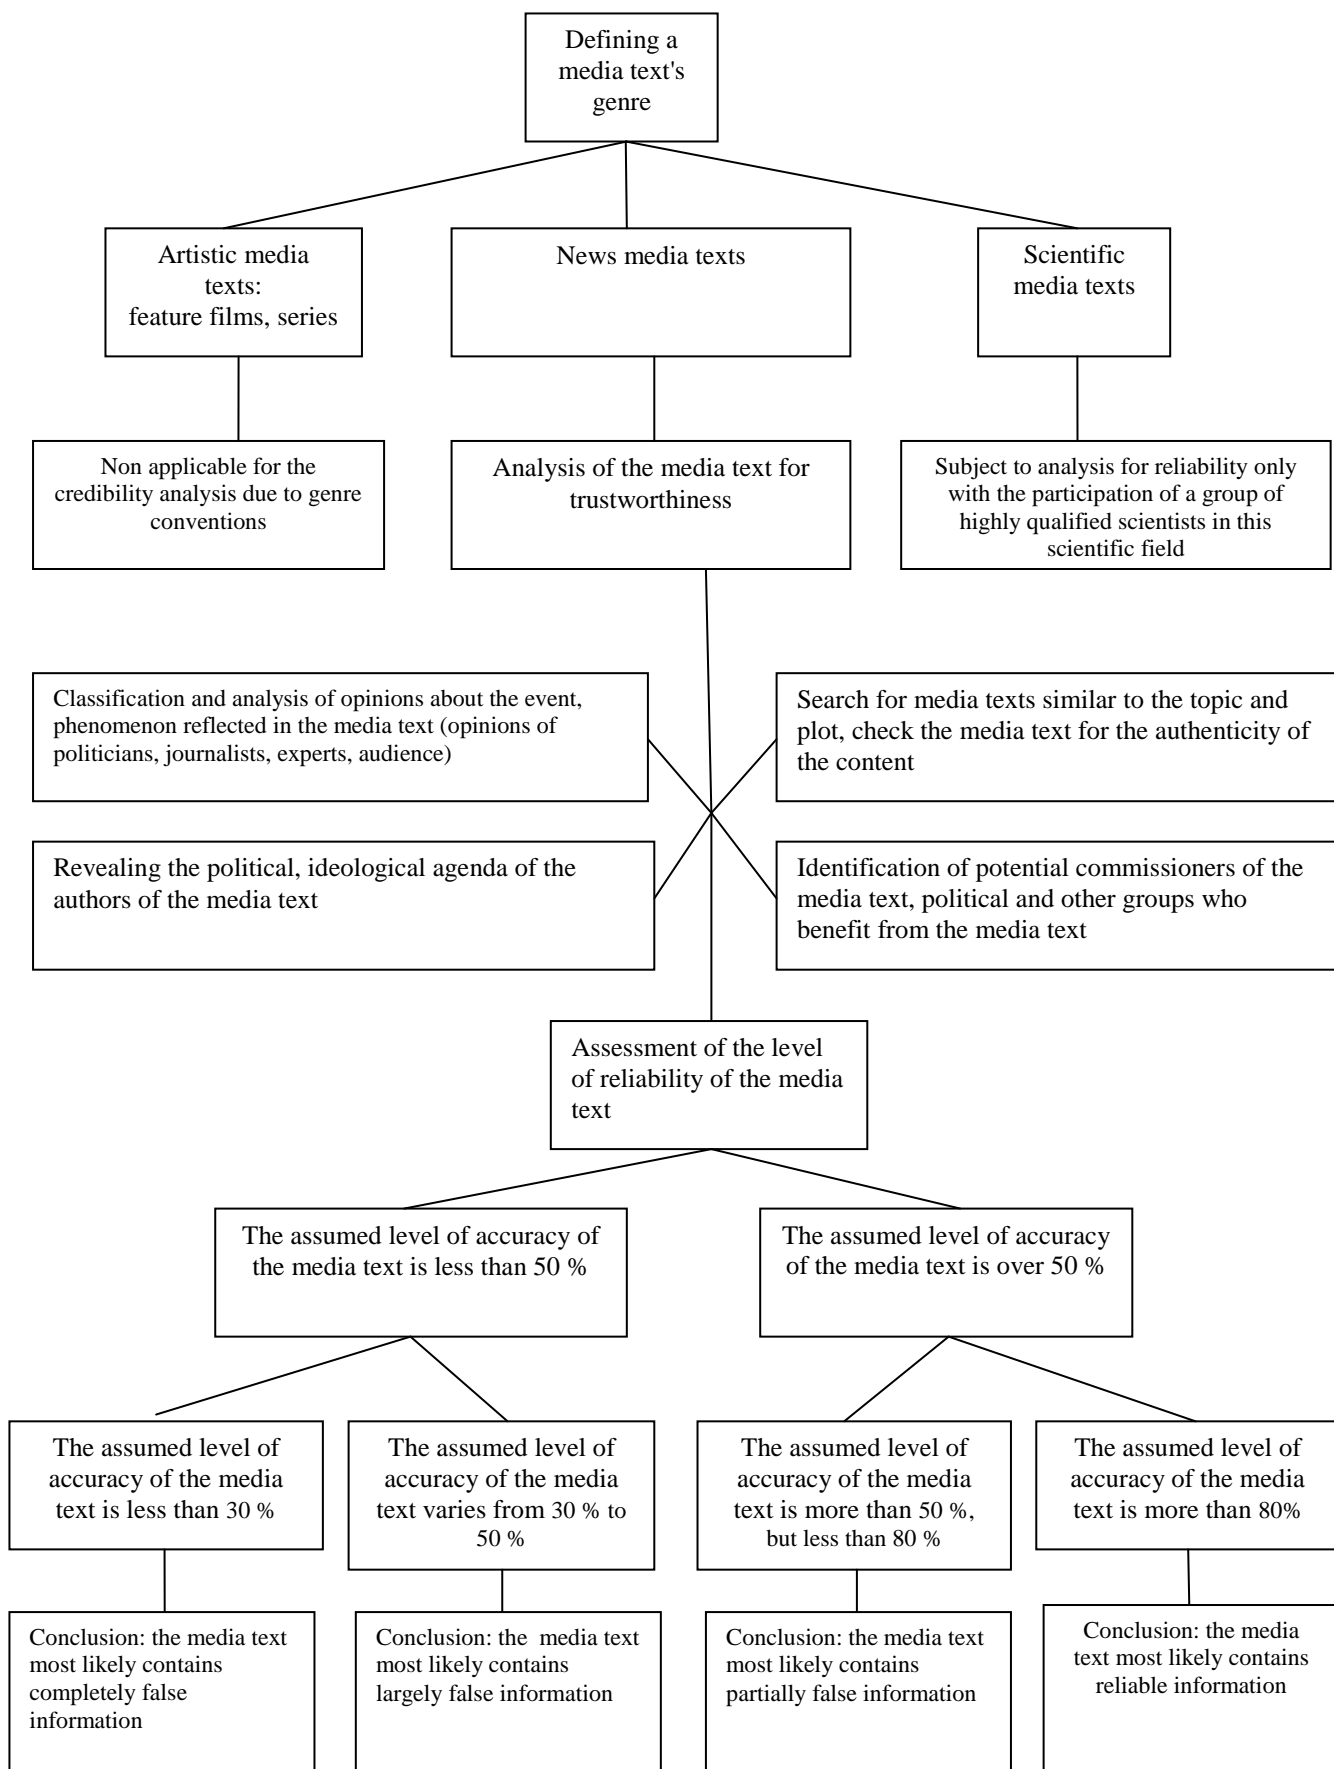 Defining a
media text's
genre
Artistic media
texts:
feature films, series
News media texts
Scientific
media texts
Non applicable for the
credibility analysis due to genre
conventions
Analysis of the media text for
trustworthiness
Subject to analysis for reliability only
with the participation of a group of
highly qualified scientists in this
scientific field
Classification and analysis of opinions about the event,
phenomenon reflected in the media text (opinions of
politicians, journalists, experts, audience)
Search for media texts similar to the topic and
plot, check the media text for the authenticity of
the content
Revealing the political, ideological agenda of the
authors of the media text
Identification of potential commissioners of the
media text, political and other groups who
benefit from the media text
Assessment of the level
of reliability of the media
text
The assumed level of accuracy of
the media text is less than 50 %
The assumed level of accuracy
of the media text is over 50 %
The assumed level of
accuracy of the media
text is less than 30 %
The assumed level of
accuracy of the media
text varies from 30 % to
50 %
The assumed level of
accuracy of the media
text is more than 50 %,
but less than 80 %
The assumed level of
accuracy of the media
text is more than 80%
Conclusion: the media text
most likely contains
completely false
information
Conclusion: the  media text
most likely contains
largely false information
Conclusion: the media text
most likely contains
partially false information
Conclusion: the media
text most likely contains
reliable information